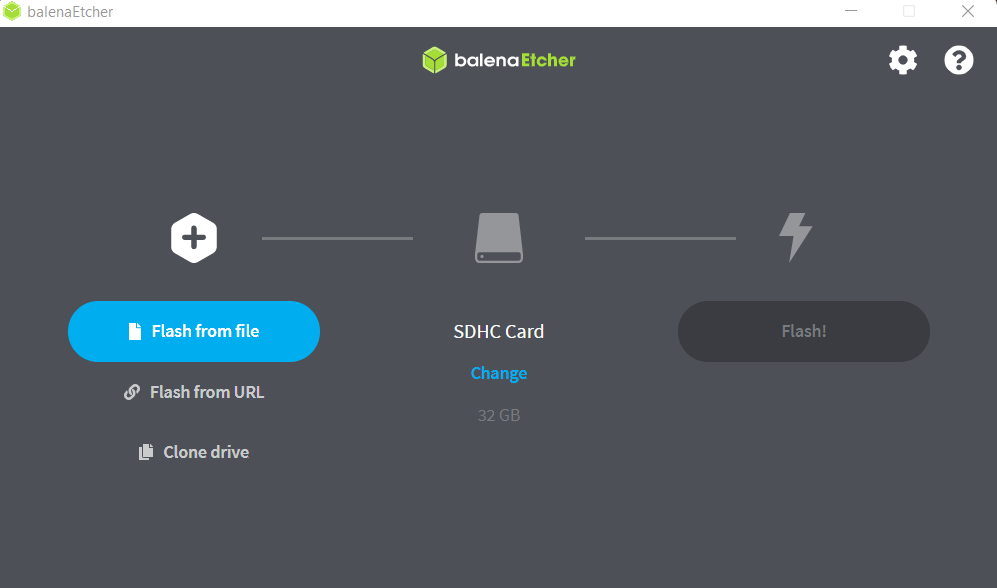 balenaEtcher
balenaEtcher
Flash from file
Flash from URL
Clone drive
SDHC Card
Change
32 GB
Flash!